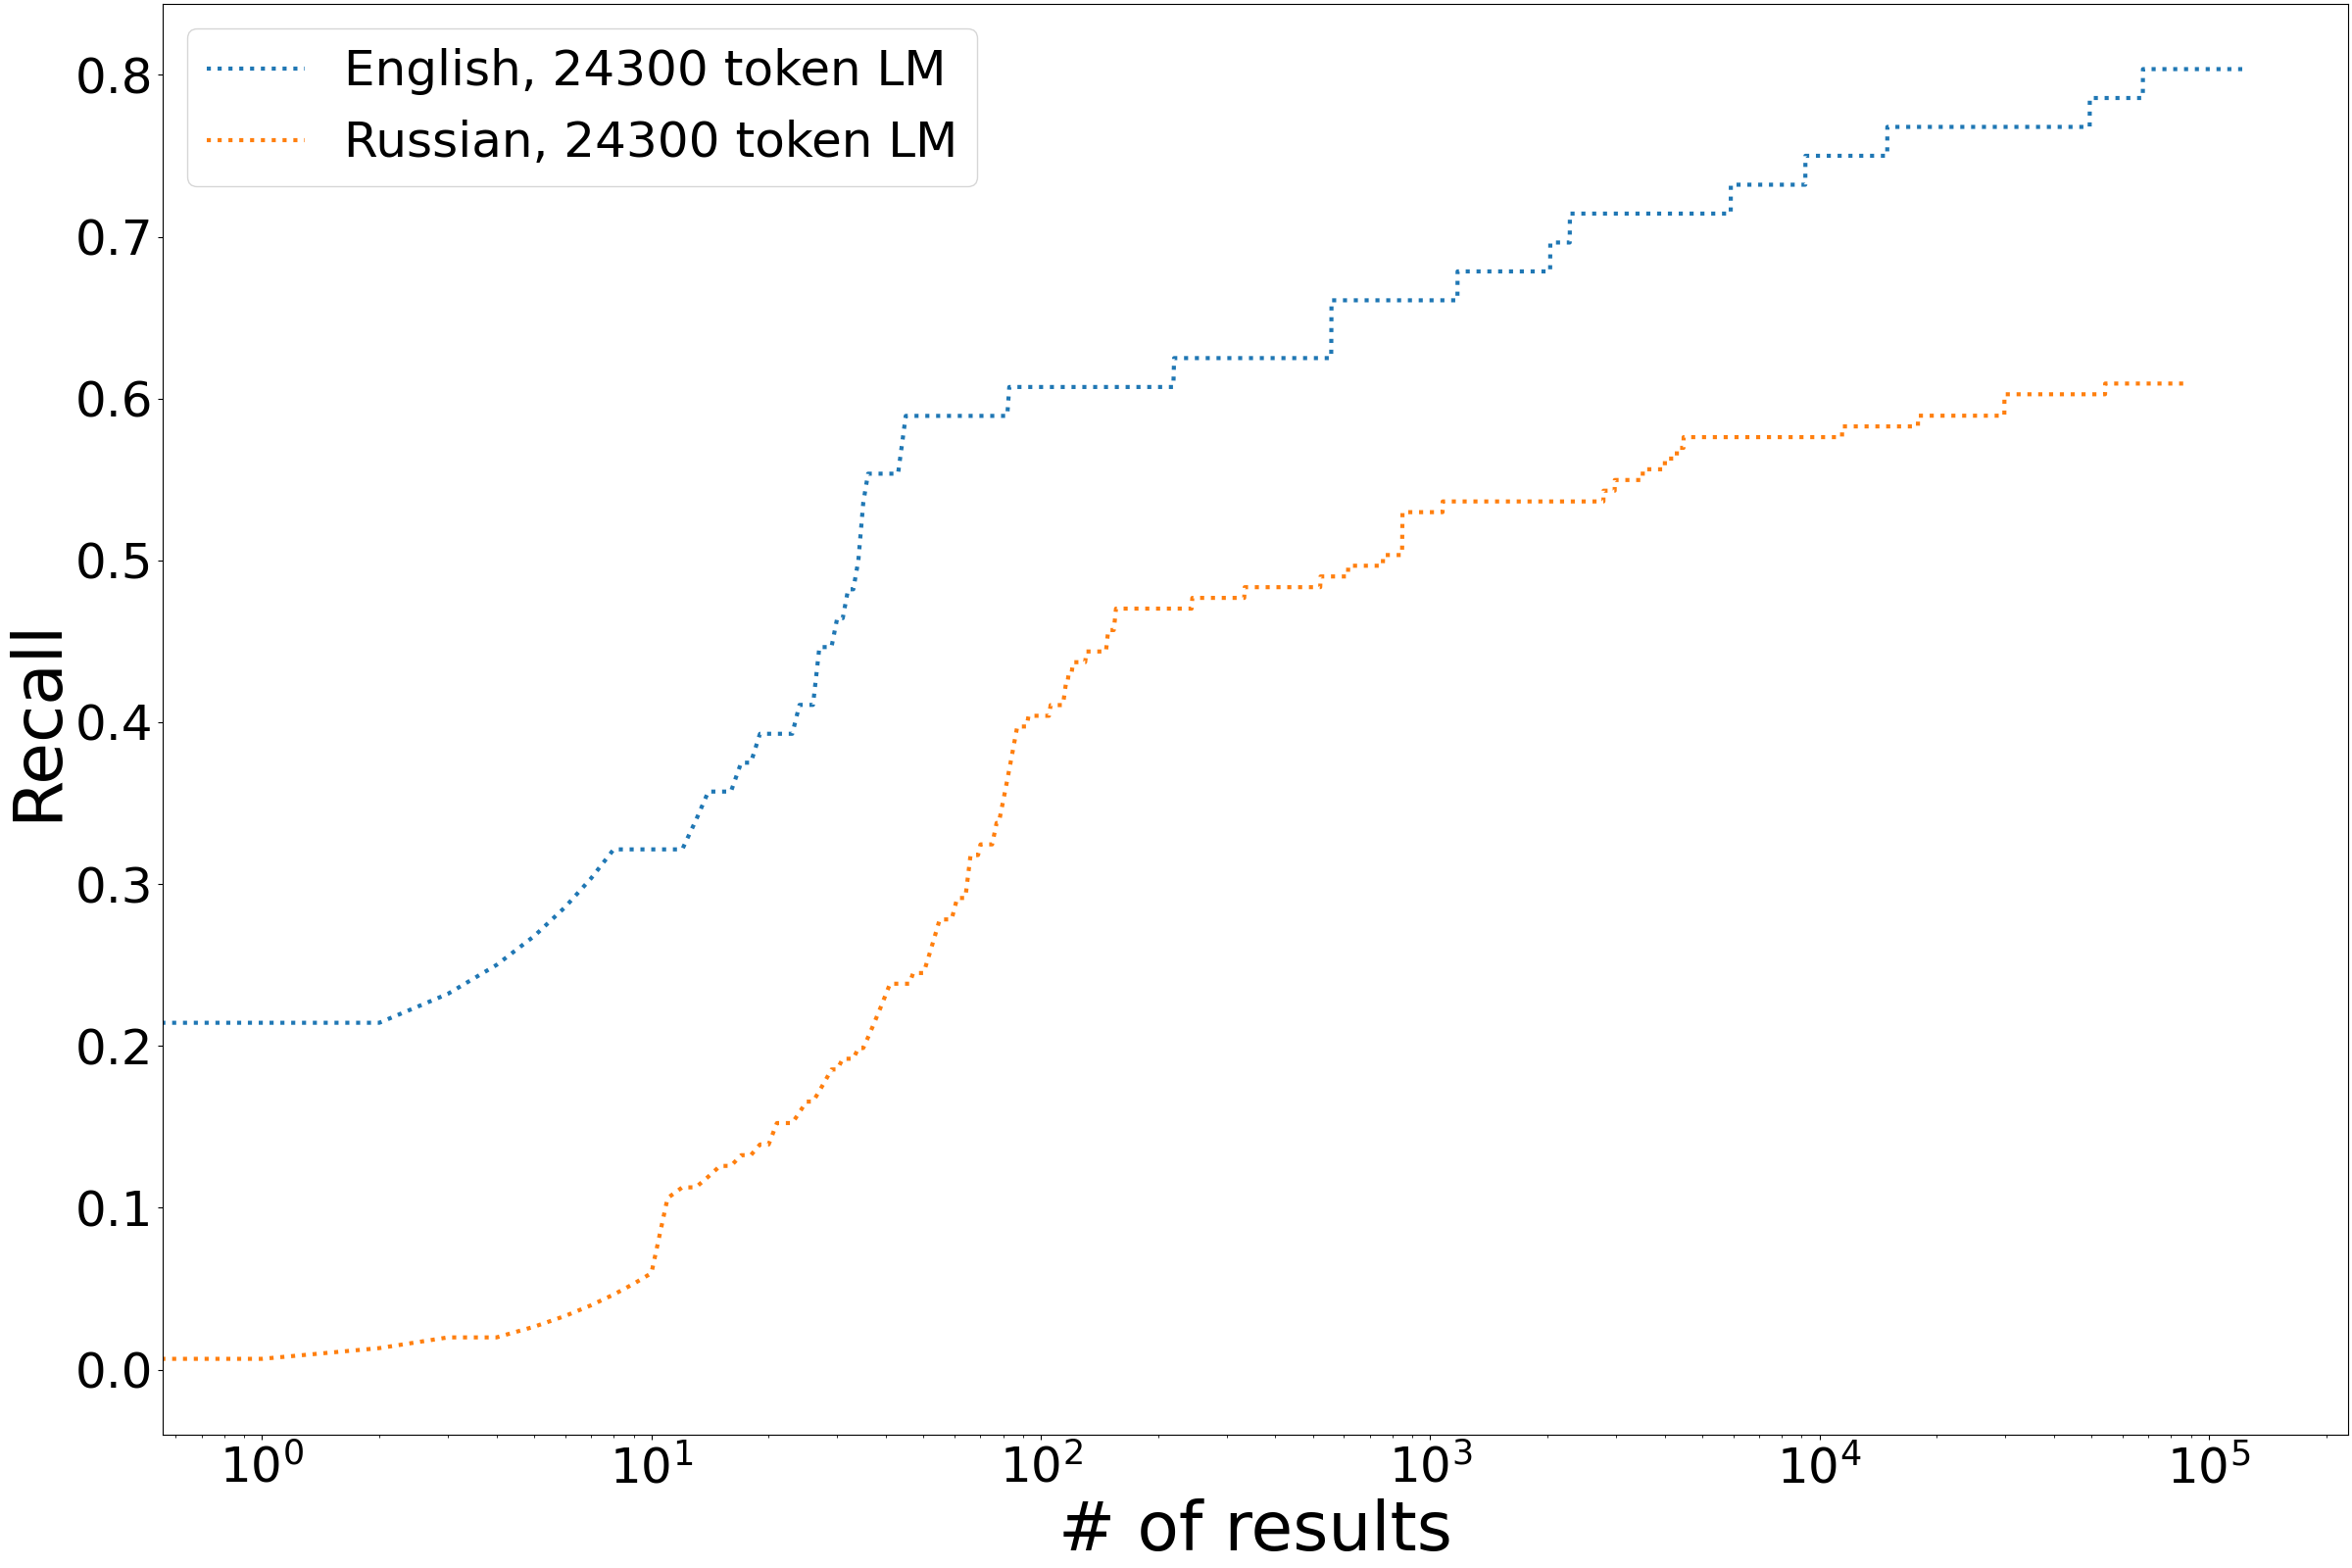 English, 24300 token LM
Russian, 24300 token LM
Recall
0.8
0.7
0.6
0.5
0.4
0.3
0.2
0.1
0.0
10⁰ 10¹ 10² 10³ 10⁴ 10⁵
# of results